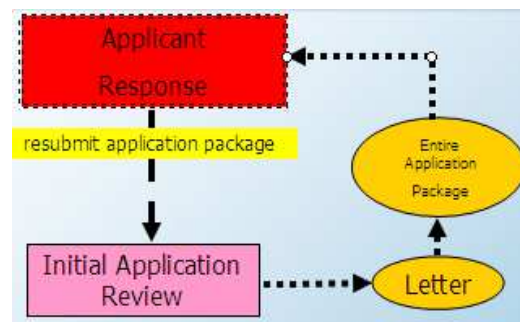 Applicant
Response
resubmit application package
Entire
Application
Package
Initial Application
Review
Letter